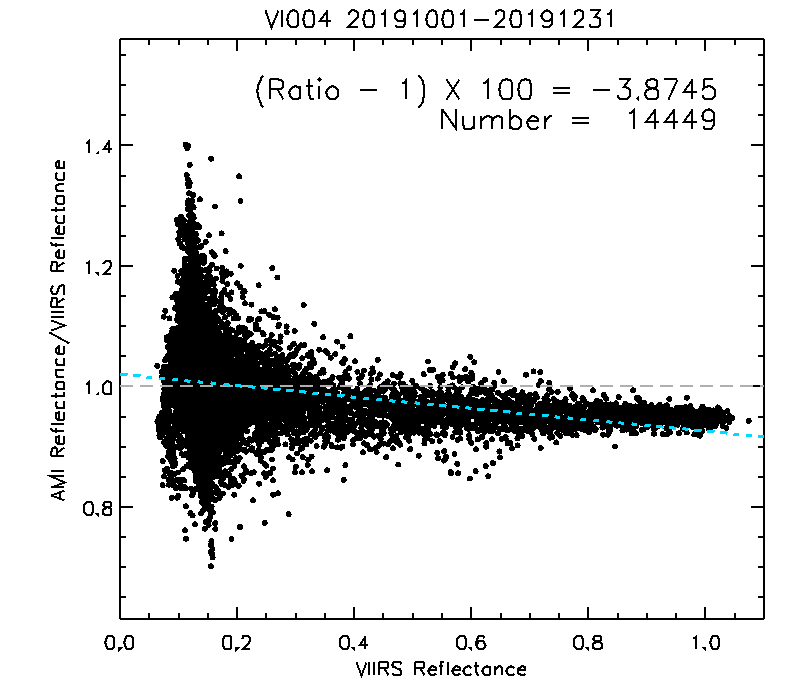 VI004 20191001-20191231
(Ratio - 1) X 100 = -3.8745
Number = 14449
AMI Reflectance/VIIRS Reflectance
1.4
1.2
1.0
0.8
0.0 0.2 0.4 0.6 0.8 1.0
VIIRS Reflectance